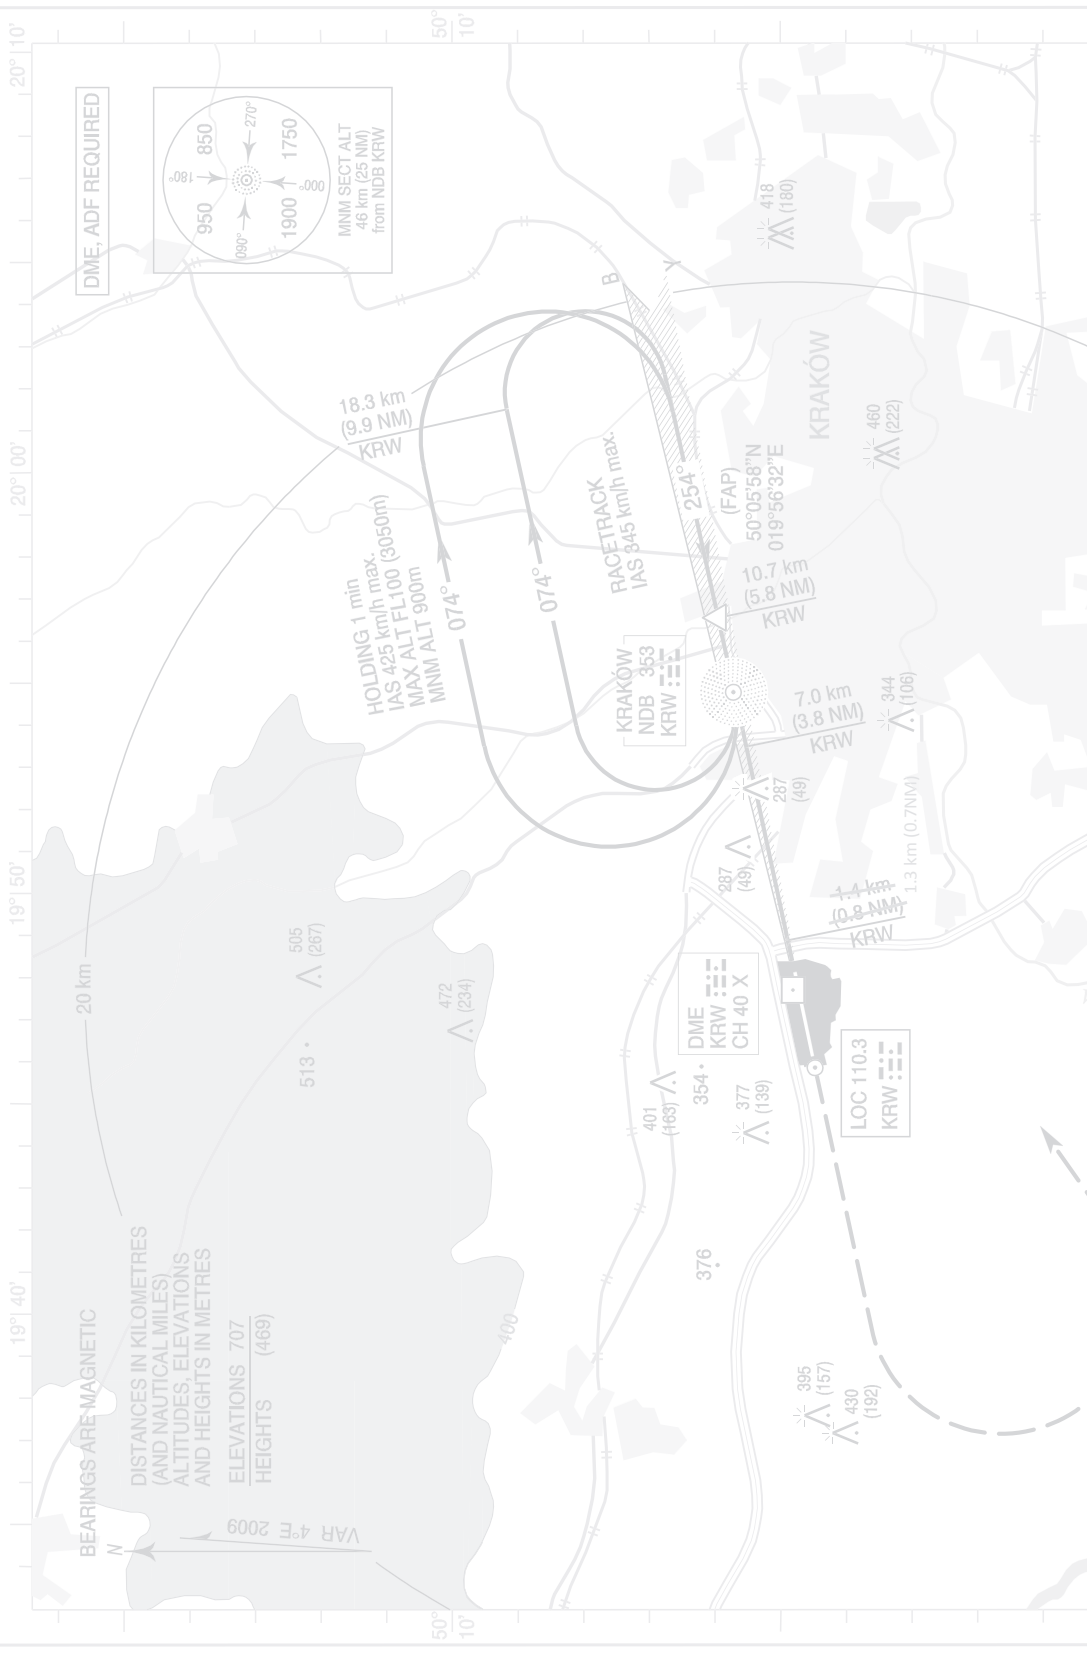 20° 10'
50° 10'
DME, ADF REQUIRED
850
950
1750
1900
270°
180°
000°
090°
MNM SECT ALT
46 km (25 NM)
from NDB KRW
418
(180)
B
Y
KRAKÓW
18.3 km
(9.9 NM)
KRW
460
(222)
20° 00'
254°
(FAP)
50°05'58"N
019°56'32"E
RACETRACK
IAS 345 km/h max.
HOLDING 1 min
IAS 425 km/h max.
MAX ALT FL100 (3050m)
MNM ALT 900m
074°
074°
10.7 km
(5.8 NM)
KRW
KRAKÓW
NDB 353
KRW
7.0 km
(3.8 NM)
KRW
344
(106)
287
(49)
287
(49)
1.3 km (0.7NM)
1.4 km
(0.8 NM)
KRW
19° 50'
505
(267)
472
(234)
20 km
513
DME
KRW
CH 40 X
401
(163)
354
377
(139)
LOC 110.3
KRW
376
395
(157)
430
(192)
400
19° 40'
BEARINGS ARE MAGNETIC
DISTANCES IN KILOMETRES
(AND NAUTICAL MILES)
ALTITUDES, ELEVATIONS
AND HEIGHTS IN METRES
ELEVATIONS 707
HEIGHTS (469)
VAR 4°E 2009
N
50° 10'